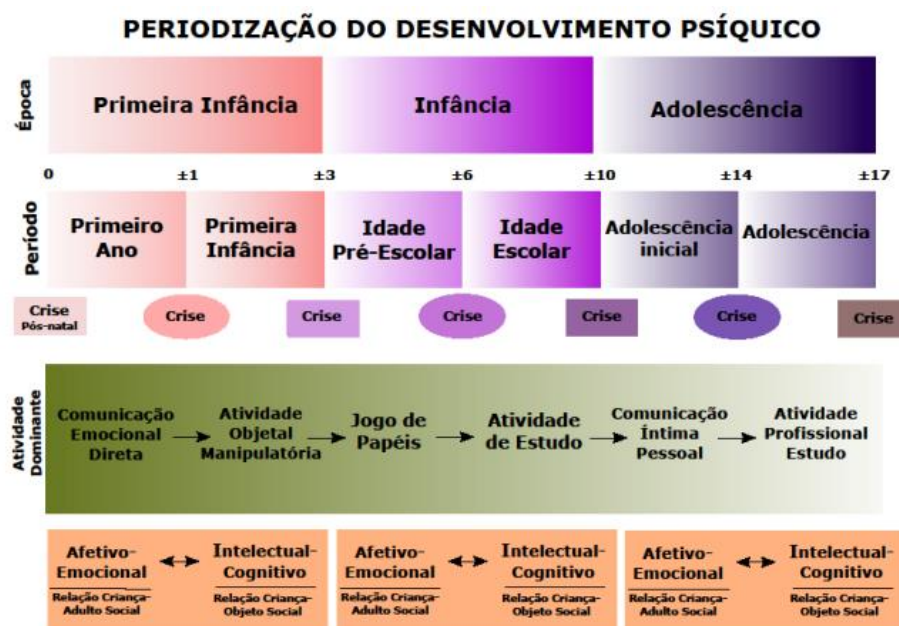 PERIODIZAÇÃO DO DESENVOLVIMENTO PSÍQUICO
Época
Primeira Infância
Infância
Adolescência
0
±1
±3
±6
±10
±14
±17
Período
Primeiro
Ano
Primeira
Infância
Idade
Pré-Escolar
Idade
Escolar
Adolescência
inicial
Adolescência
Crise
Pós-natal
Crise
Crise
Crise
Crise
Crise
Crise
Atividade
Dominante
Comunicação
Emocional
Direta
Atividade
Objetal
Manipulatória
Jogo de
Papéis
Atividade
de Estudo
Comunicação
Íntima
Pessoal
Atividade
Profissional
Estudo
Afetivo-
Emocional
Relação Criança-
Adulto Social
Intelectual-
Cognitivo
Relação Criança-
Objeto Social
Afetivo-
Emocional
Relação Criança-
Adulto Social
Intelectual-
Cognitivo
Relação Criança-
Objeto Social
Afetivo-
Emocional
Relação Criança-
Adulto Social
Intelectual-
Cognitivo
Relação Criança-
Objeto Social